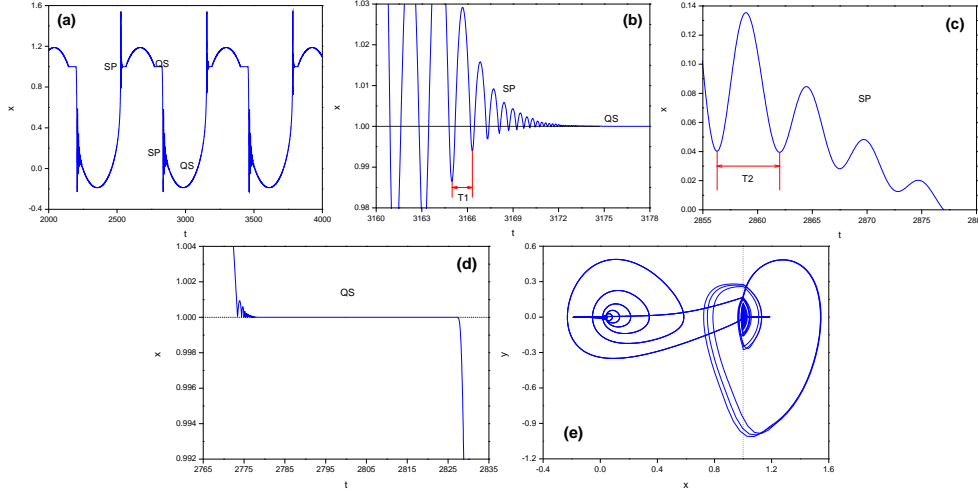 (a)
1.6
1.2
0.8
0.4
0.0
-0.4
x
SP
QS
SP
QS
2000
2500
3000
3500
4000
t
(b)
1.03
1.02
1.01
1.00
0.99
0.98
x
SP
QS
T1
3160
3163
3166
3169
3172
3175
3178
t
(c)
0.14
0.12
0.10
0.08
0.06
0.04
0.02
0.00
x
SP
T2
2855
2860
2865
2870
2875
t
(d)
1.004
1.002
1.000
0.998
0.996
0.994
0.992
x
QS
2765
2775
2785
2795
2805
2815
2825
2835
t
(e)
0.6
0.3
0.0
-0.3
-0.6
-0.9
-1.2
y
-0.4
0.0
0.4
0.8
1.2
1.6
x